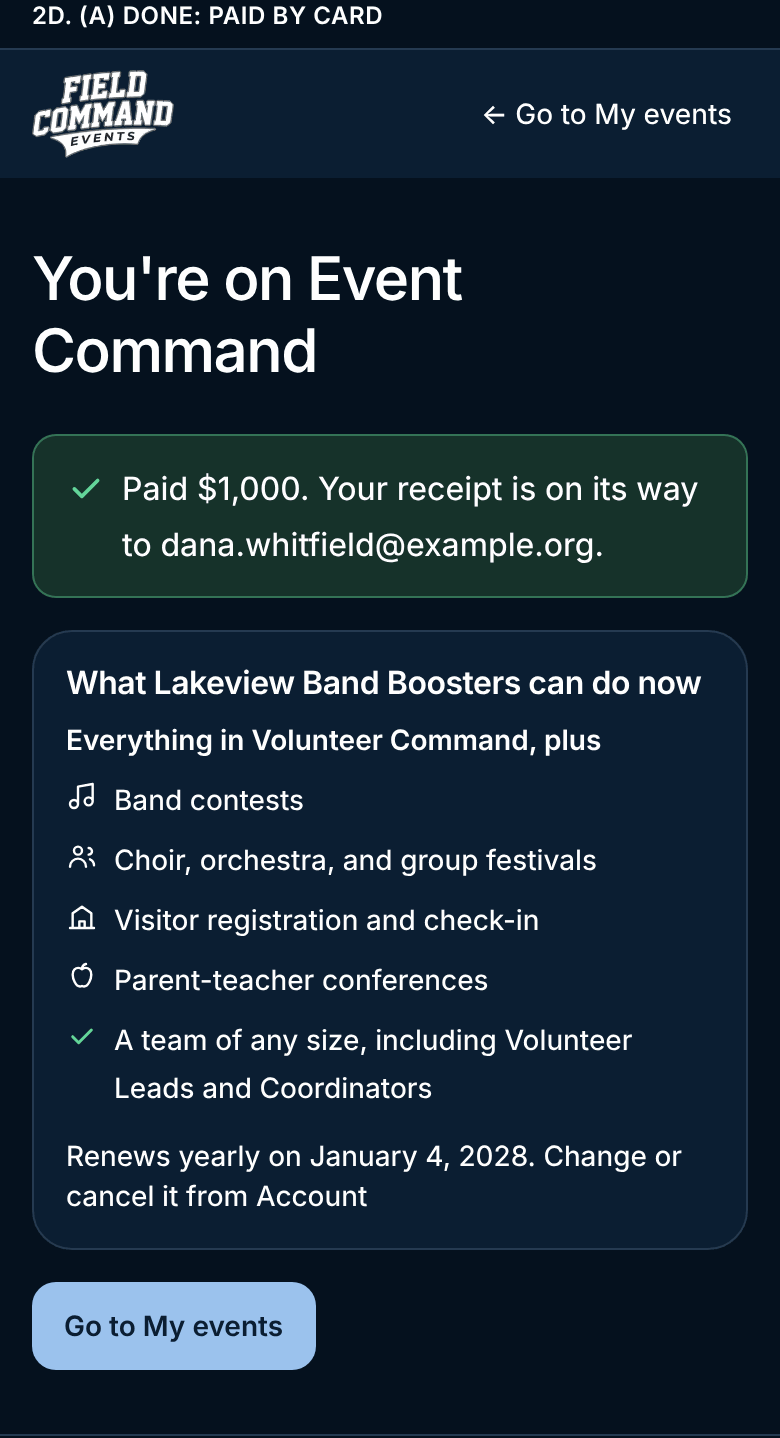 2D. (A) DONE: PAID BY CARD
FIELD
COMMAND
EVENTS
← Go to My events
You're on Event
Command
Paid $1,000. Your receipt is on its way
to dana.whitfield@example.org.
What Lakeview Band Boosters can do now
Everything in Volunteer Command, plus
Band contests
Choir, orchestra, and group festivals
Visitor registration and check-in
Parent-teacher conferences
A team of any size, including Volunteer
Leads and Coordinators
Renews yearly on January 4, 2028. Change or
cancel it from Account
Go to My events